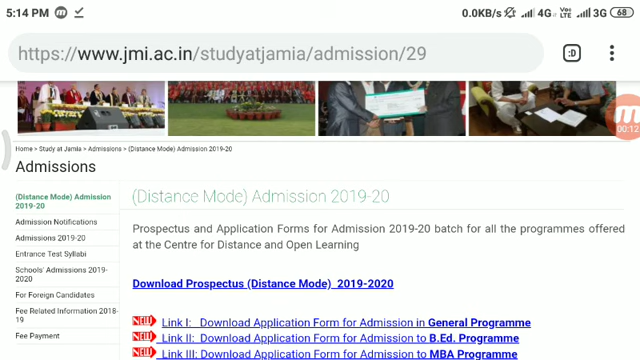 5:14 PM
0.0KB/s 4G VoLTE 3G 68
https://www.jmi.ac.in/studyatjamia/admission/29
:D
00:12
Home > Study at Jamia > Admissions > (Distance Mode) Admission 2019-20
Admissions
(Distance Mode) Admission
2019-20
Admission Notifications
Admissions 2019-20
Entrance Test Syllabi
Schools' Admissions 2019-
2020
For Foreign Candidates
Fee Related Information 2018-
19
Fee Payment
(Distance Mode) Admission 2019-20
Prospectus and Application Forms for Admission 2019-20 batch for all the programmes offered
at the Centre for Distance and Open Learning
Download Prospectus (Distance Mode) 2019-2020
NEW Link I: Download Application Form for Admission in General Programme
NEW Link II: Download Application Form for Admission to B.Ed. Programme
NEW Link III: Download Application Form for Admission to MBA Programme